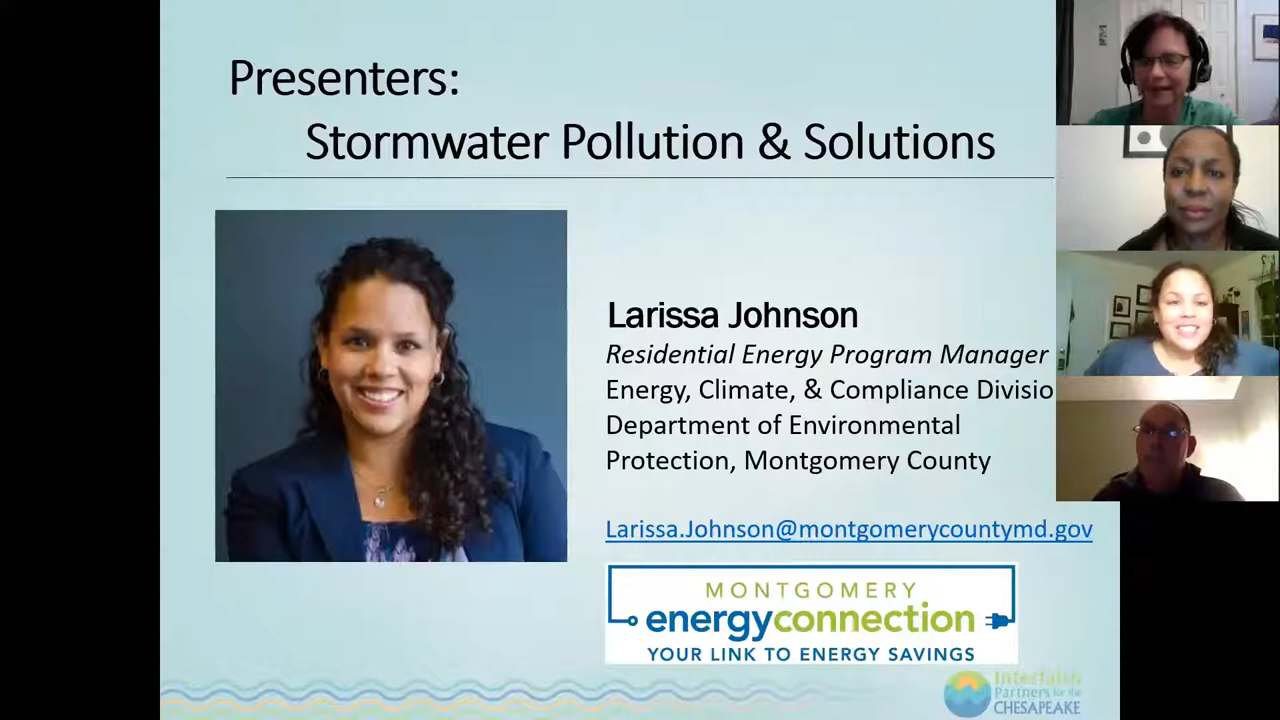 Presenters:
Stormwater Pollution & Solutions
Larissa Johnson
Residential Energy Program Manager
Energy, Climate, & Compliance Divisio
Department of Environmental
Protection, Montgomery County
Larissa.Johnson@montgomerycountymd.gov
MONTGOMERY
energyconnection
YOUR LINK TO ENERGY SAVINGS
Interfaith
Partners for the
CHESAPEAKE